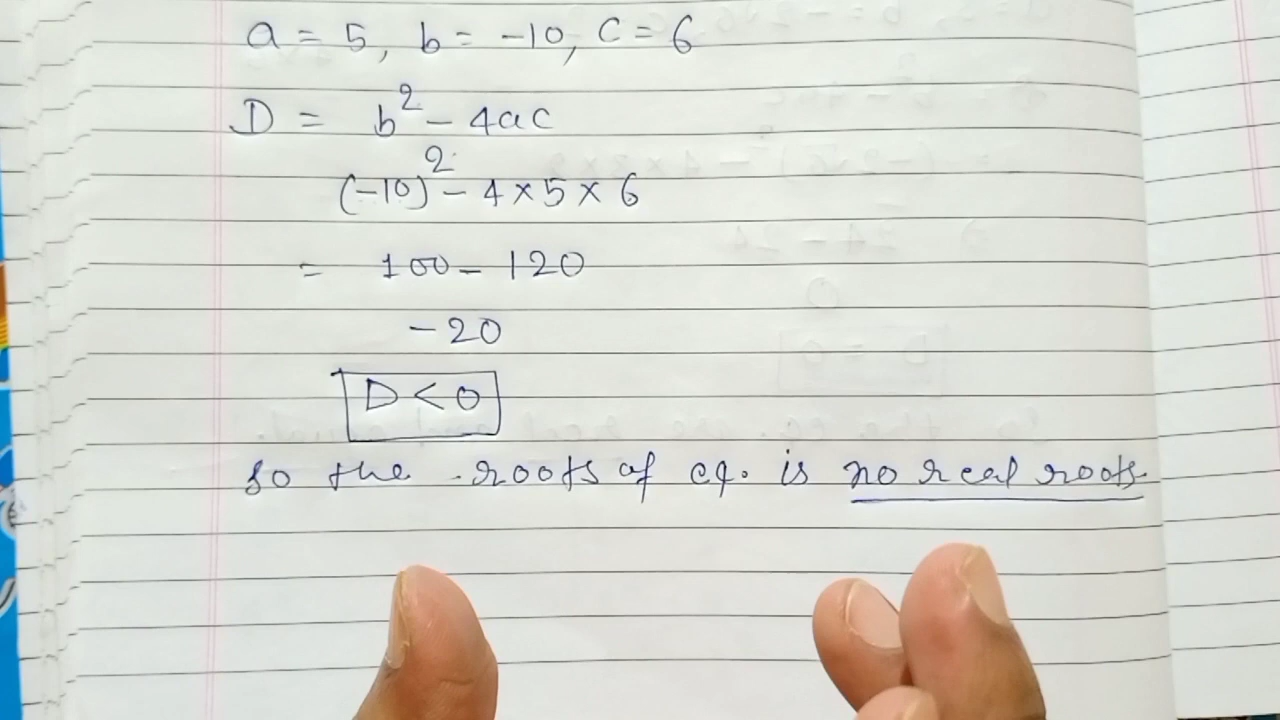 a = 5, b = -10, c = 6
D = b² - 4ac
(-10)² - 4 × 5 × 6
= 100 - 120
-20
D < 0
so the roots of eq. is no real roots